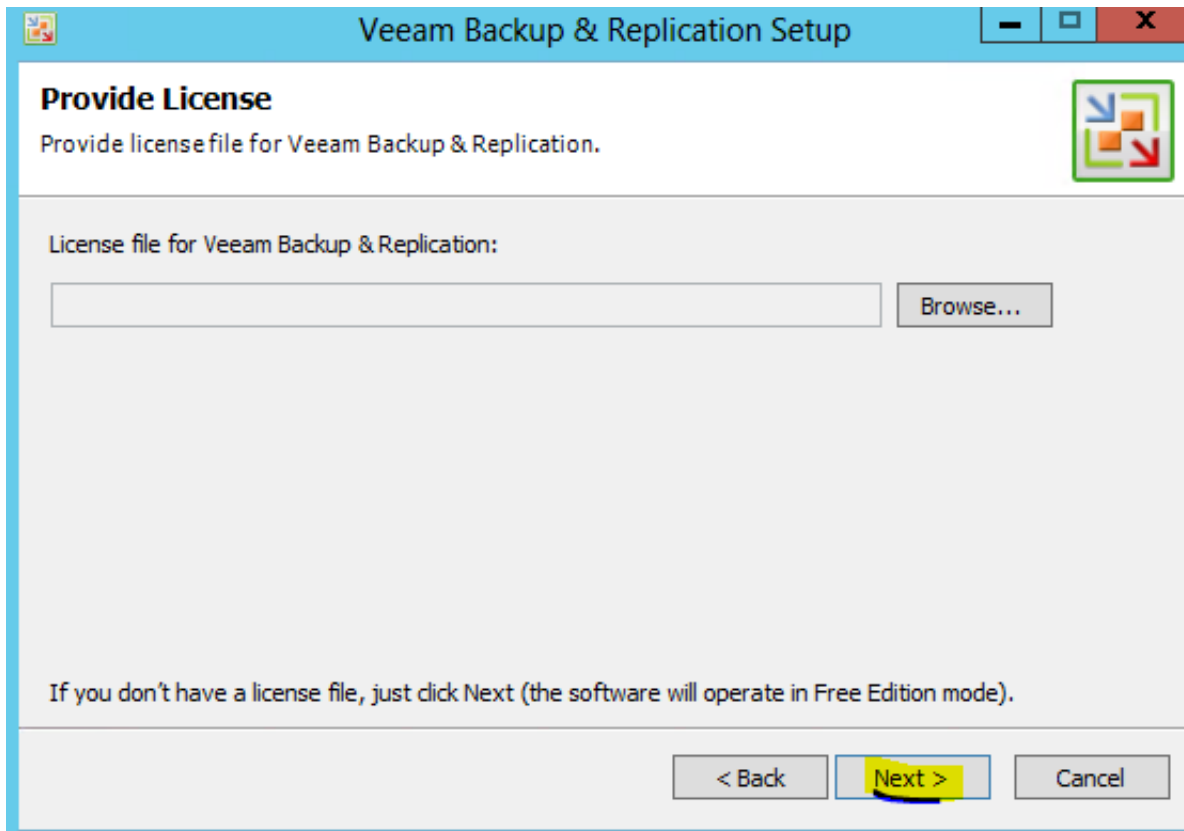 Veeam Backup & Replication Setup
Provide License
Provide license file for Veeam Backup & Replication.
License file for Veeam Backup & Replication:
Browse...
If you don't have a license file, just click Next (the software will operate in Free Edition mode).
< Back Next > Cancel